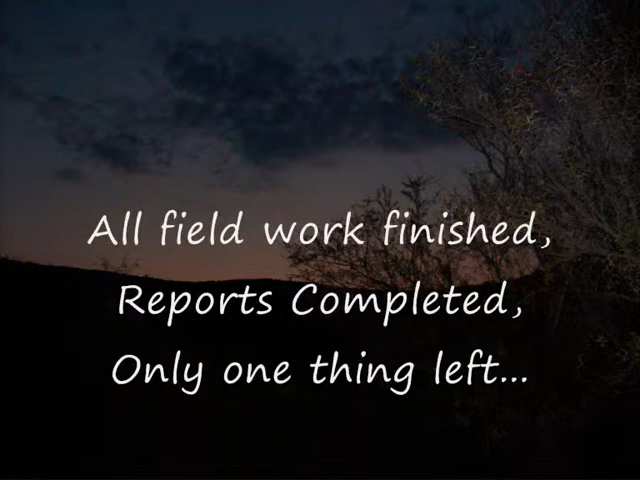 All field work finished,
Reports Completed,
Only one thing left...